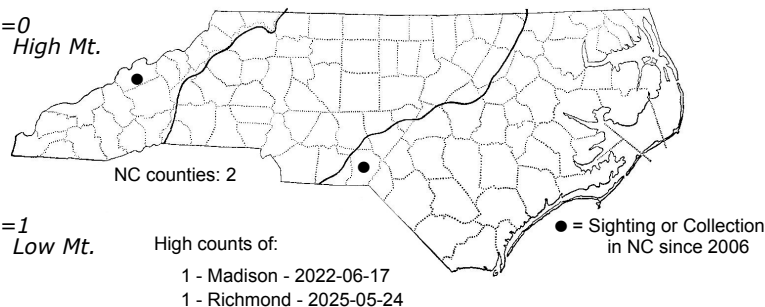 =0
High Mt.
NC counties: 2
=1
Low Mt.
High counts of:
1 - Madison - 2022-06-17
1 - Richmond - 2025-05-24
● = Sighting or Collection
in NC since 2006